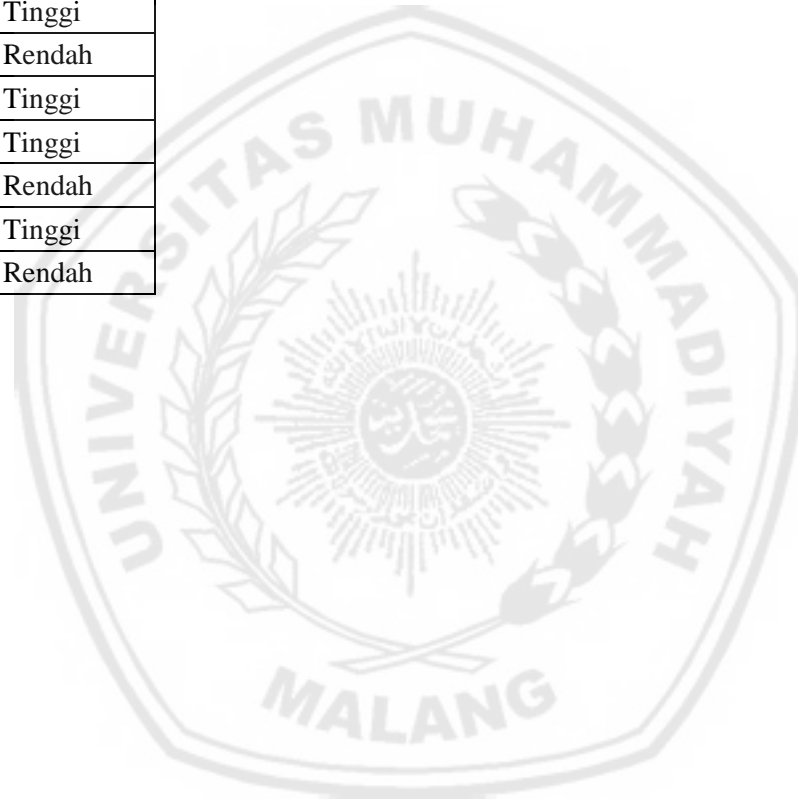 Tinggi
Rendah
Tinggi
Tinggi
Rendah
Tinggi
Rendah
UNIVERSITAS MUHAMMADIYAH
MALANG